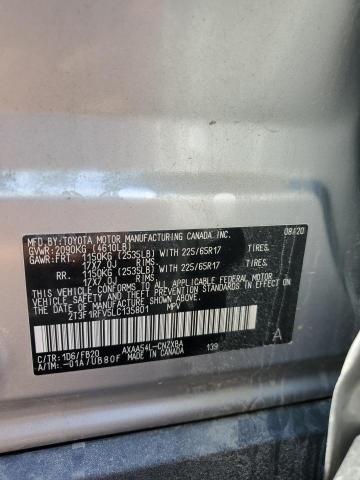 MFD.BY:TOYOTA MOTOR MANUFACTURING CANADA INC. 08/20
GVWR:2090KG (4610LB)
GAWR:FRT. 1150KG (2535LB) WITH 225/65R17 TIRES,
17X7.0J RIMS
RR. 1150KG (2535LB) WITH 225/65R17 TIRES,
17X7.0J RIMS
THIS VEHICLE CONFORMS TO ALL APPLICABLE FEDERAL MOTOR
VEHICLE SAFETY AND THEFT PREVENTION STANDARDS
IN EFFECT ON THE DATE OF MANUFACTURE SHOWN ABOVE.
2T3F1RFV5LC135801 MPV
A
AXAA54L-CNZXBA 139
C/TR:1D6/FB20 MADE IN CANADA
A/TM:-01A/UB80F